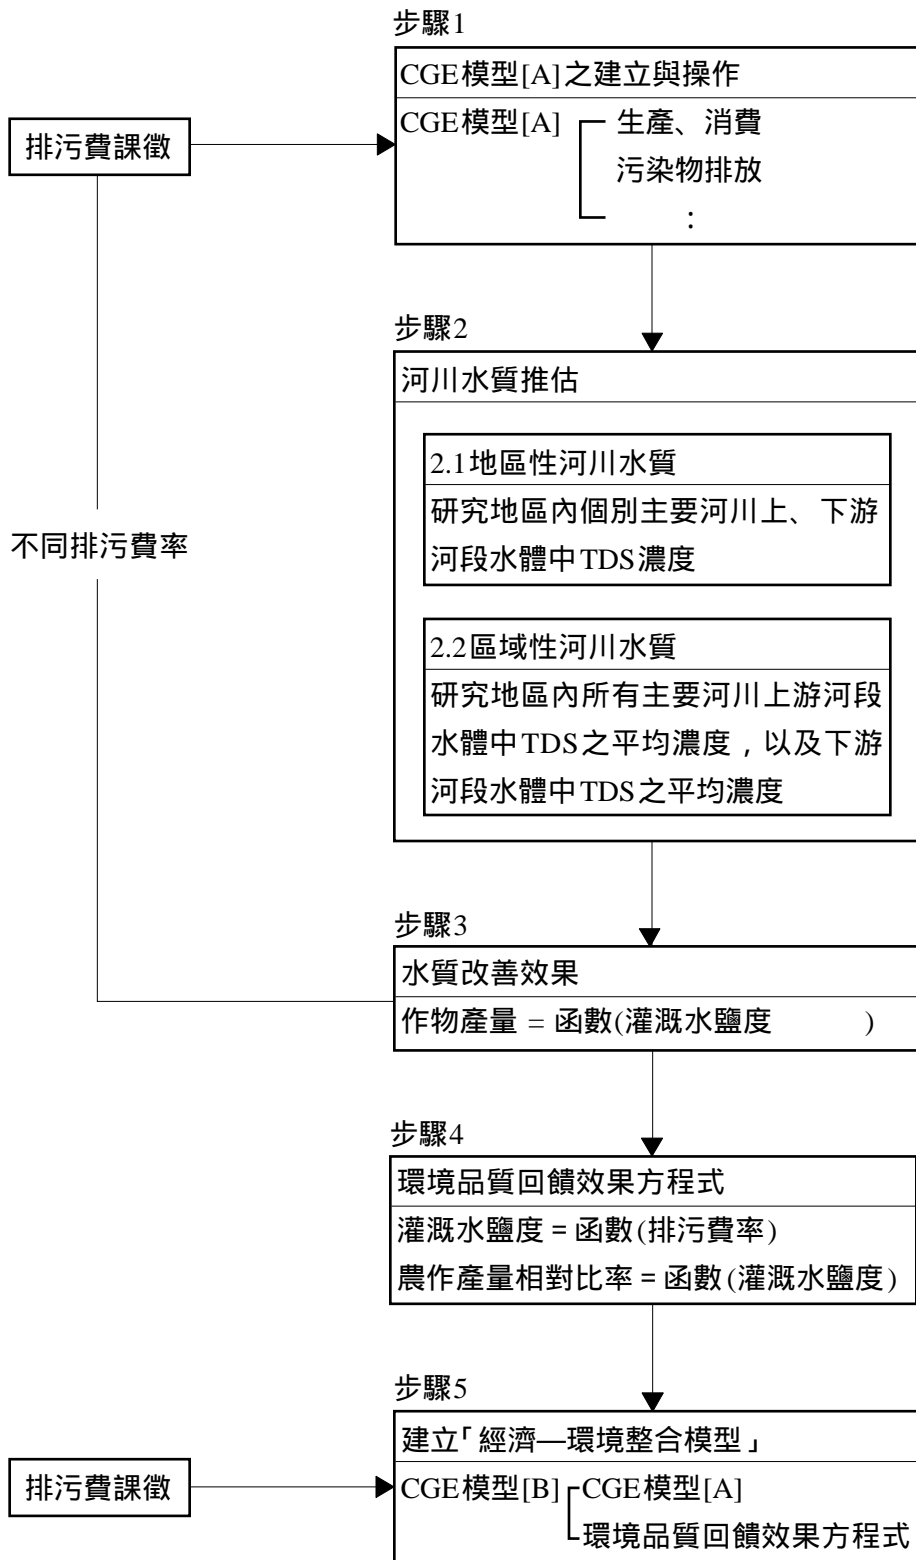 步驟1
CGE模型[A]之建立與操作
CGE模型[A]
生產、消費
污染物排放
：
排污費課徵
步驟2
河川水質推估
2.1地區性河川水質
研究地區內個別主要河川上、下游
河段水體中TDS濃度
不同排污費率
2.2區域性河川水質
研究地區內所有主要河川上游河段
水體中TDS之平均濃度，以及下游
河段水體中TDS之平均濃度
步驟3
水質改善效果
作物產量 = 函數(灌溉水鹽度 )
步驟4
環境品質回饋效果方程式
灌溉水鹽度 = 函數(排污費率)
農作產量相對比率 = 函數(灌溉水鹽度)
步驟5
建立「經濟—環境整合模型」
排污費課徵
CGE模型[B]
CGE模型[A]
環境品質回饋效果方程式